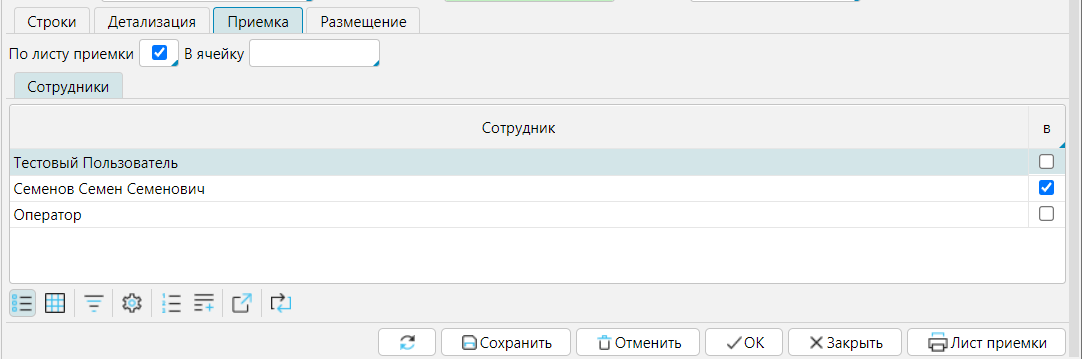 Строки Детализация Приемка Размещение
По листу приемки В ячейку
Сотрудники
Сотрудник в
Тестовый Пользователь
Семенов Семен Семенович
Оператор
Сохранить Отменить ОК Закрыть Лист приемки